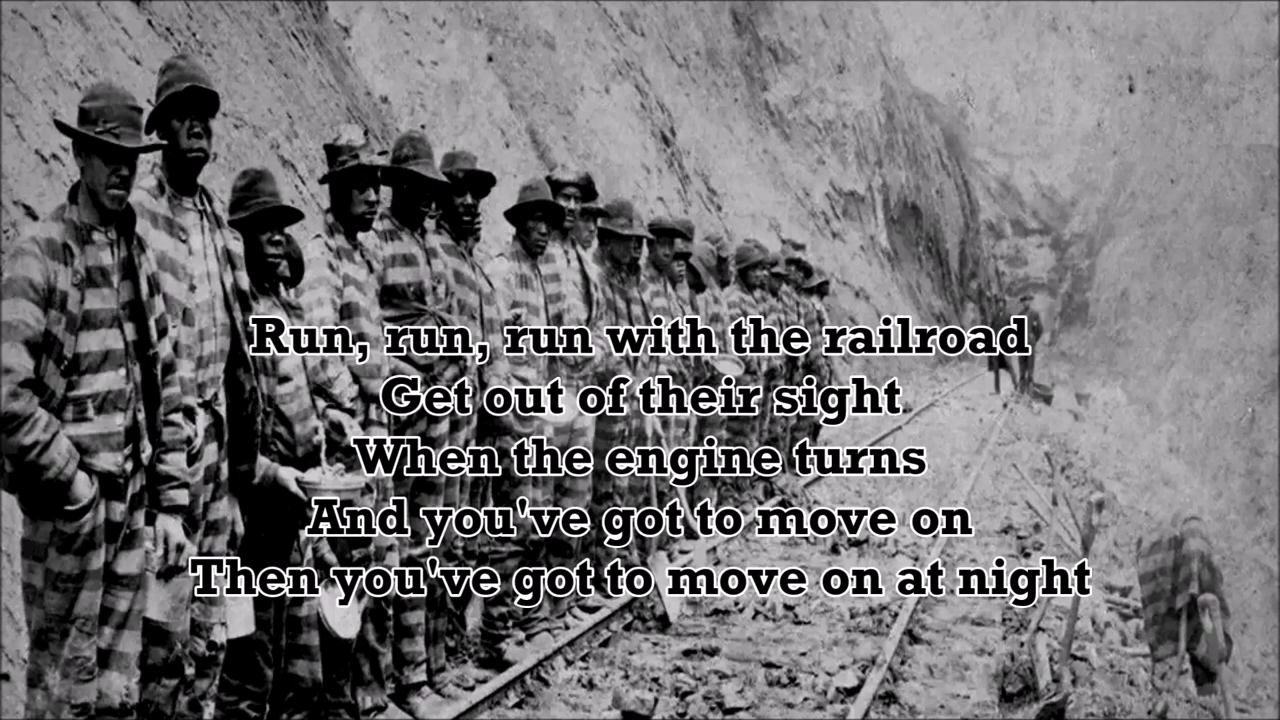 Run, run, run with the railroad
Get out of their sight
When the engine turns
And you've got to move on
Then you've got to move on at night